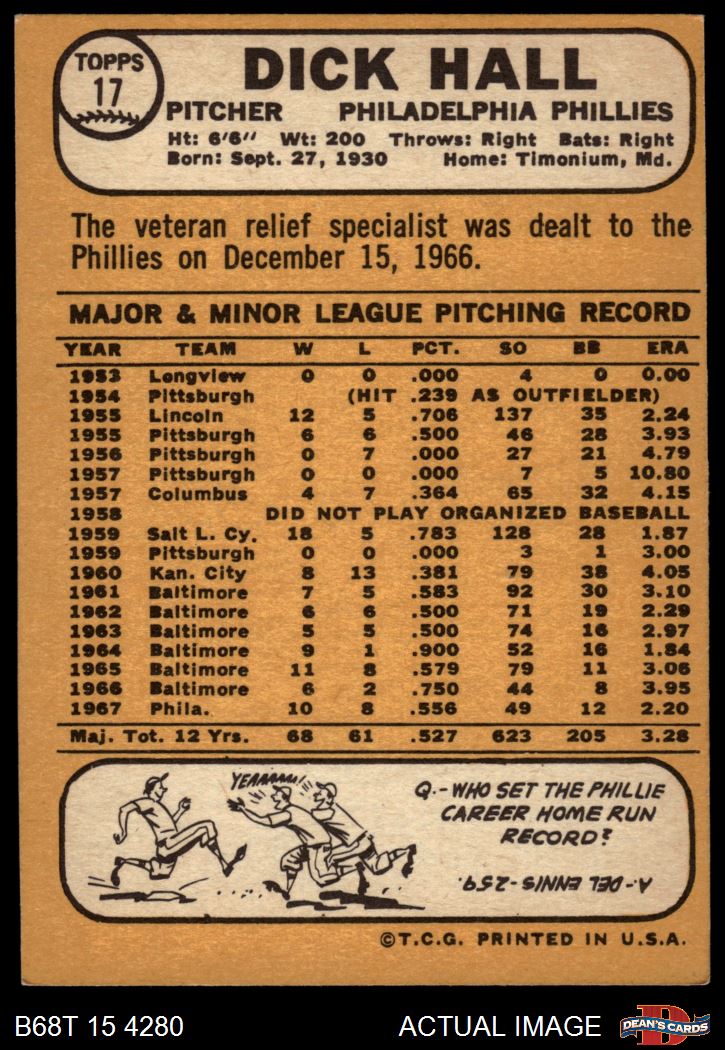 TOPPS
17
DICK HALL
PITCHER PHILADELPHIA PHILLIES
Ht: 6'6" Wt: 200 Throws: Right Bats: Right
Born: Sept. 27, 1930 Home: Timonium, Md.
The veteran relief specialist was dealt to the
Phillies on December 15, 1966.
MAJOR & MINOR LEAGUE PITCHING RECORD
YEAR TEAM W L PCT. SO BB ERA
1953 Longview 0 0 .000 4 0 0.00
1954 Pittsburgh (HIT .239 AS OUTFIELDER)
1955 Lincoln 12 5 .706 137 35 2.24
1955 Pittsburgh 6 6 .500 46 28 3.93
1956 Pittsburgh 0 7 .000 27 21 4.79
1957 Pittsburgh 0 0 .000 7 5 10.80
1957 Columbus 4 7 .364 65 32 4.15
1958 DID NOT PLAY ORGANIZED BASEBALL
1959 Salt L. Cy. 18 5 .783 128 28 1.87
1959 Pittsburgh 0 0 .000 3 1 3.00
1960 Kan. City 8 13 .381 79 38 4.05
1961 Baltimore 7 5 .583 92 30 3.10
1962 Baltimore 6 6 .500 71 19 2.29
1963 Baltimore 5 5 .500 74 16 2.97
1964 Baltimore 9 1 .900 52 16 1.84
1965 Baltimore 11 8 .579 79 11 3.06
1966 Baltimore 6 2 .750 44 8 3.95
1967 Phila. 10 8 .556 49 12 2.20
Maj. Tot. 12 Yrs. 68 61 .527 623 205 3.28
YEAAAAA!
Q.-WHO SET THE PHILLIE
CAREER HOME RUN
RECORD?
A.-DEL ENNIS-259.
©T.C.G. PRINTED IN U.S.A.
B68T 15 4280 ACTUAL IMAGE D
DEAN'S CARDS